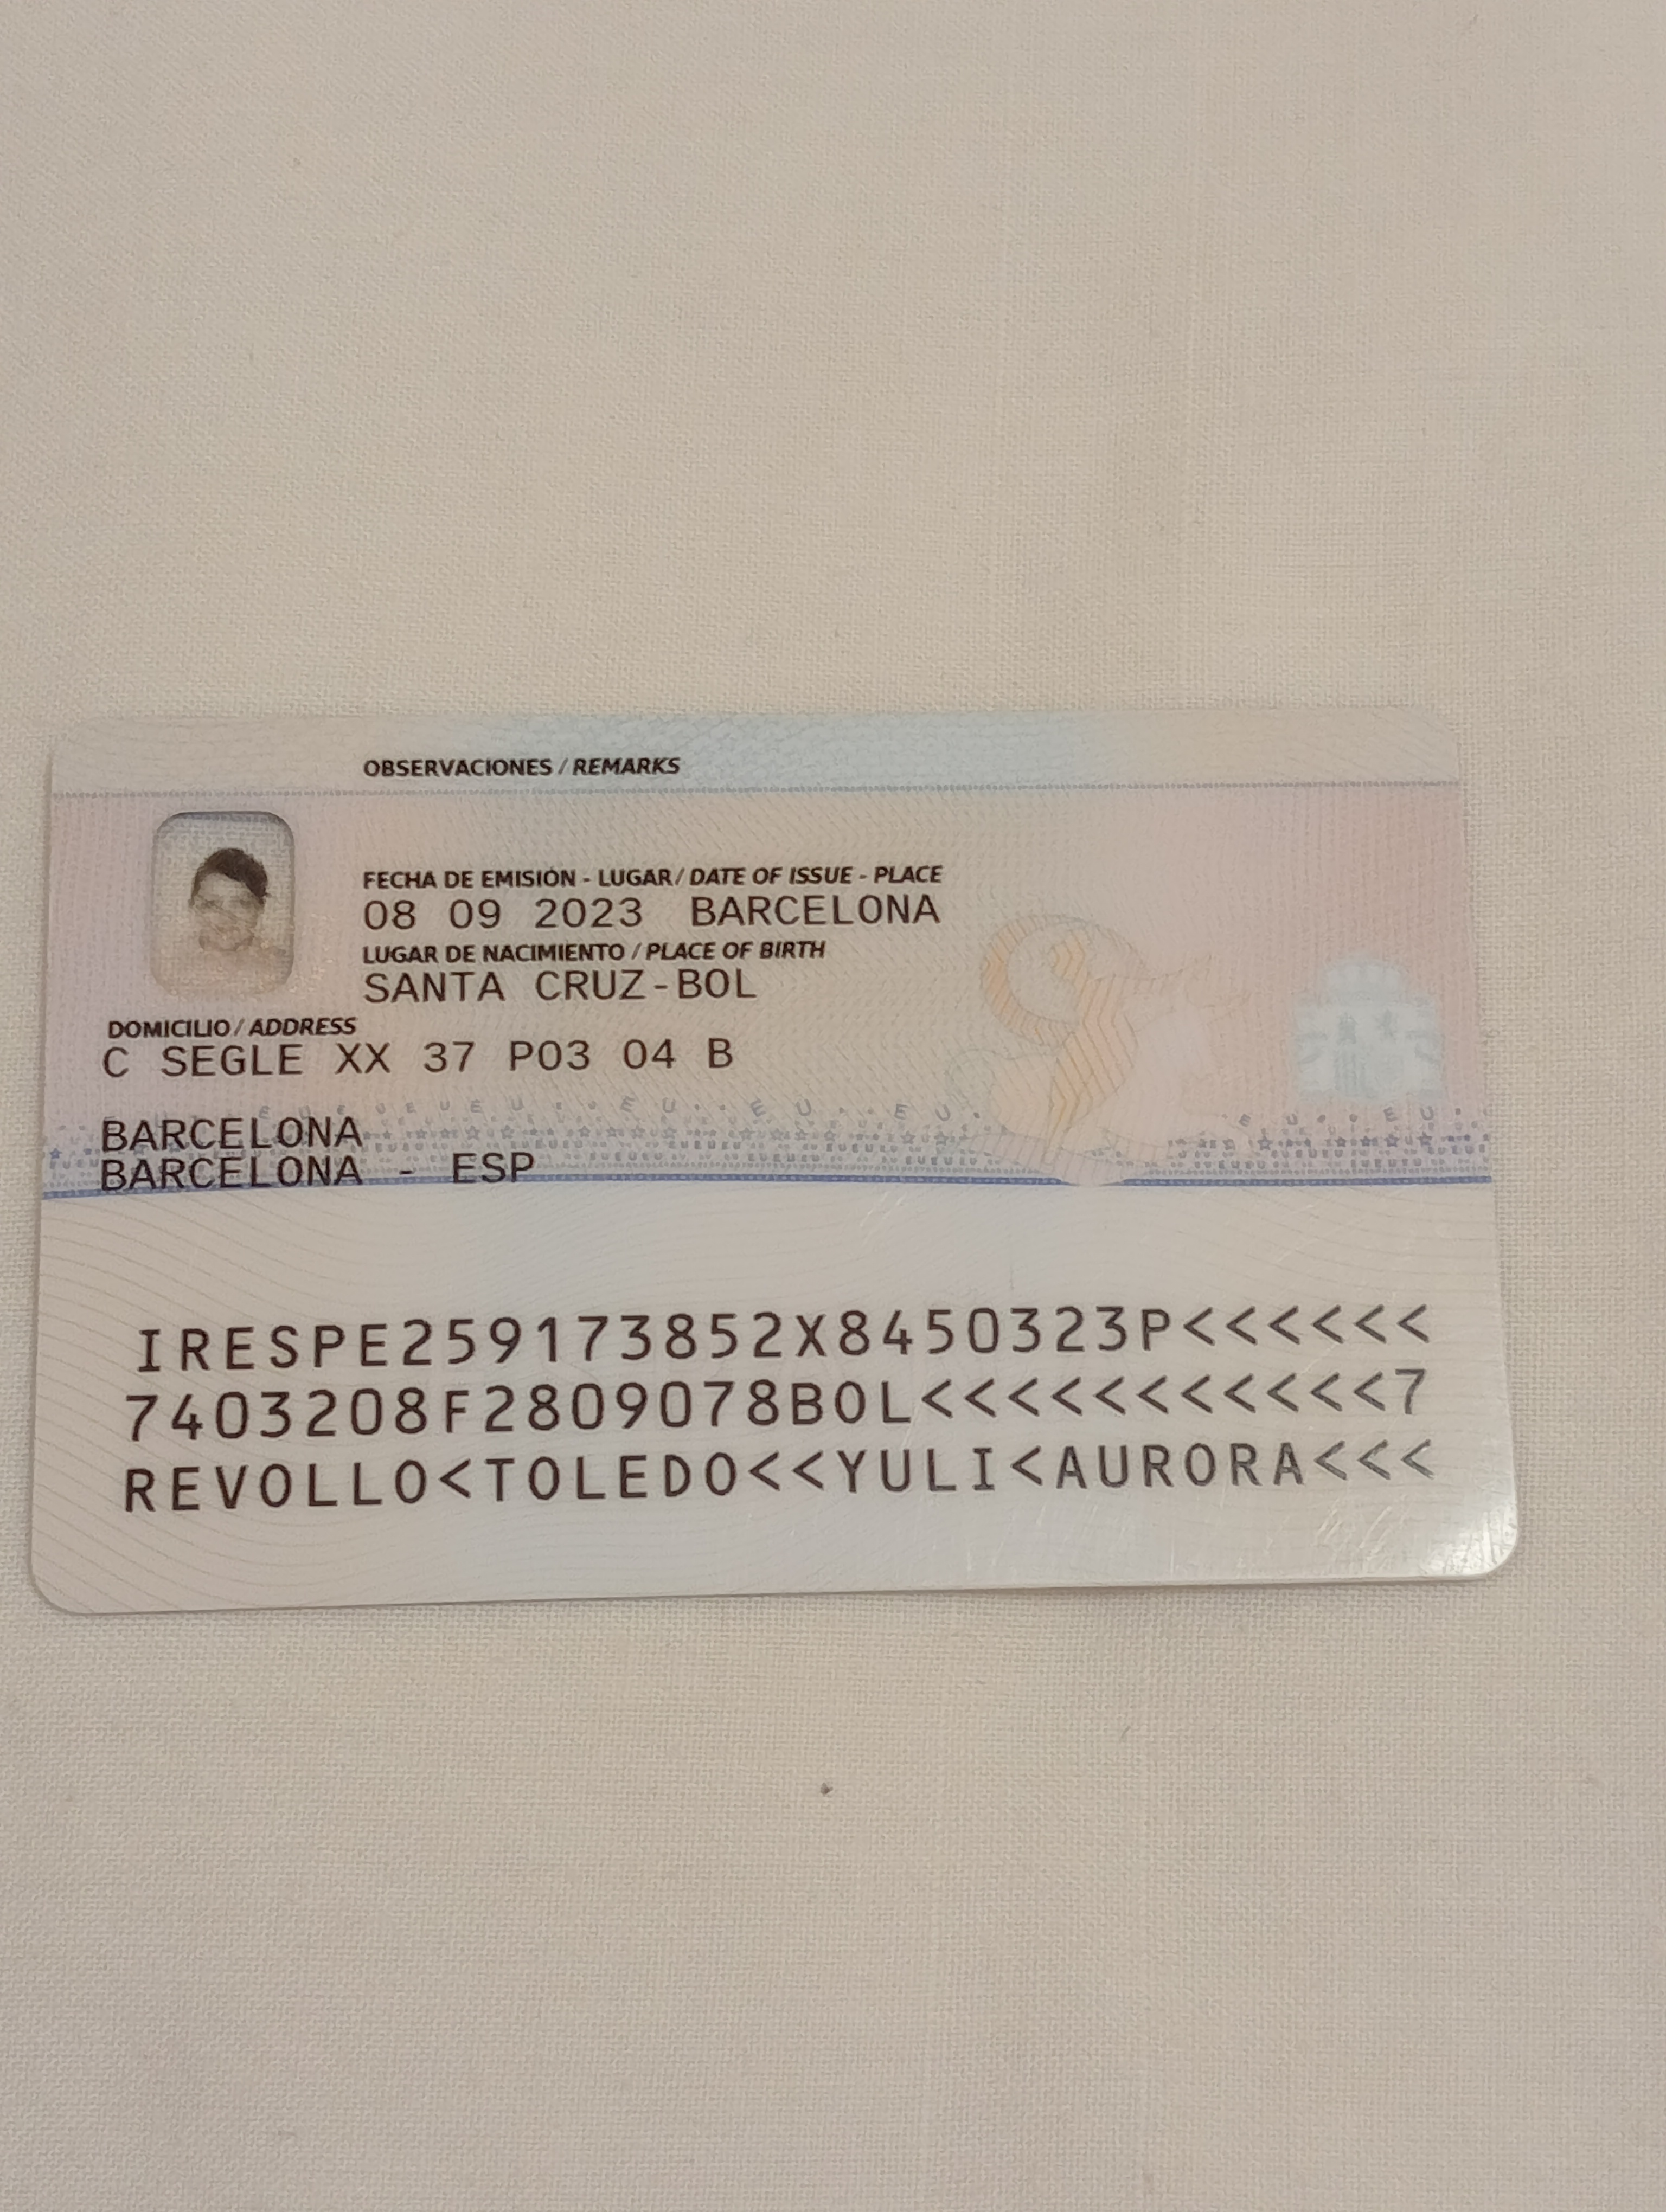 OBSERVACIONES / REMARKS
FECHA DE EMISIÓN - LUGAR / DATE OF ISSUE - PLACE
08 09 2023 BARCELONA
LUGAR DE NACIMIENTO / PLACE OF BIRTH
SANTA CRUZ-BOL
DOMICILIO / ADDRESS
C SEGLE XX 37 P03 04 B
BARCELONA
BARCELONA - ESP
IRESPE259173852X8450323P<<<<<<
7403208F2809078BOL<<<<<<<<<<<7
REVOLLO<TOLEDO<<YULI<AURORA<<<